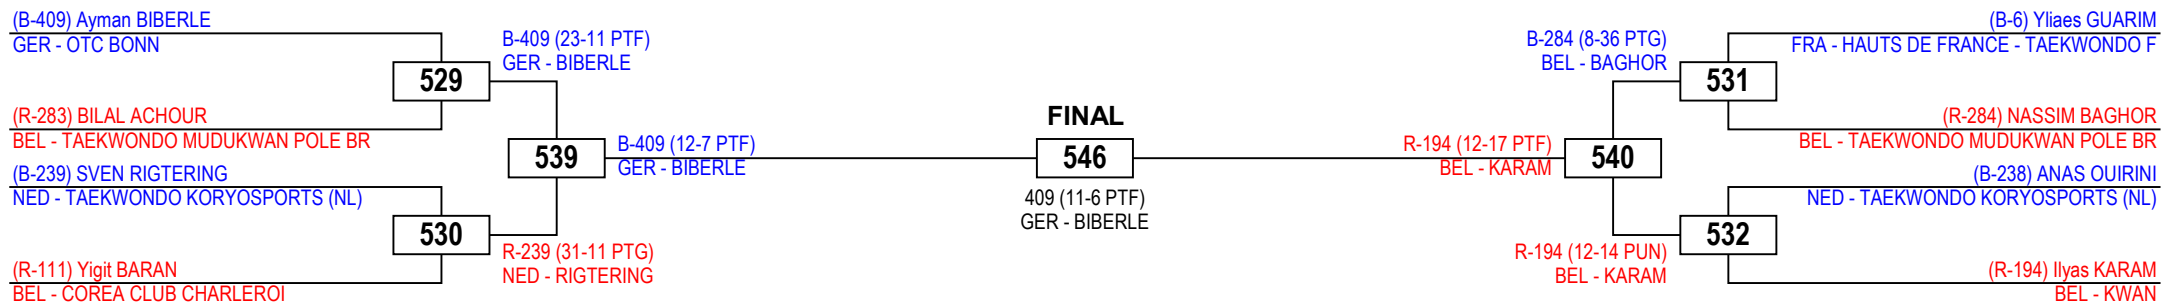 (B-409) Ayman BIBERLE
GER - OTC BONN
529
(R-283) BILAL ACHOUR
BEL - TAEKWONDO MUDUKWAN POLE BR
(B-239) SVEN RIGTERING
NED - TAEKWONDO KORYOSPORTS (NL)
530
(R-111) Yigit BARAN
BEL - COREA CLUB CHARLEROI
B-409 (23-11 PTF)
GER - BIBERLE
539
R-239 (31-11 PTG)
NED - RIGTERING
B-409 (12-7 PTF)
GER - BIBERLE
FINAL
546
409 (11-6 PTF)
GER - BIBERLE
R-194 (12-17 PTF)
BEL - KARAM
B-284 (8-36 PTG)
BEL - BAGHOR
540
R-194 (12-14 PUN)
BEL - KARAM
(B-6) Yliaes GUARIM
FRA - HAUTS DE FRANCE - TAEKWONDO F
531
(R-284) NASSIM BAGHOR
BEL - TAEKWONDO MUDUKWAN POLE BR
(B-238) ANAS OUIRINI
NED - TAEKWONDO KORYOSPORTS (NL)
532
(R-194) Ilyas KARAM
BEL - KWAN